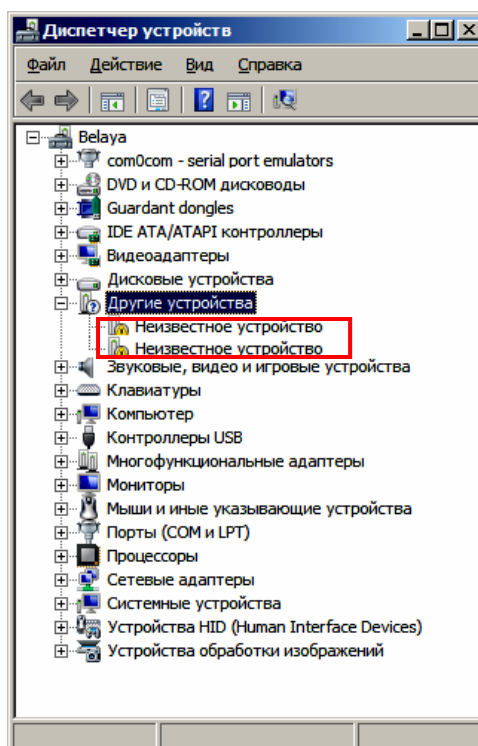 Диспетчер устройств
Файл Действие Вид Справка
Belaya
com0com - serial port emulators
DVD и CD-ROM дисководы
Guardant dongles
IDE ATA/ATAPI контроллеры
Видеоадаптеры
Дисковые устройства
Другие устройства
Неизвестное устройство
Неизвестное устройство
Звуковые, видео и игровые устройства
Клавиатуры
Компьютер
Контроллеры USB
Многофункциональные адаптеры
Мониторы
Мыши и иные указывающие устройства
Порты (COM и LPT)
Процессоры
Сетевые адаптеры
Системные устройства
Устройства HID (Human Interface Devices)
Устройства обработки изображений